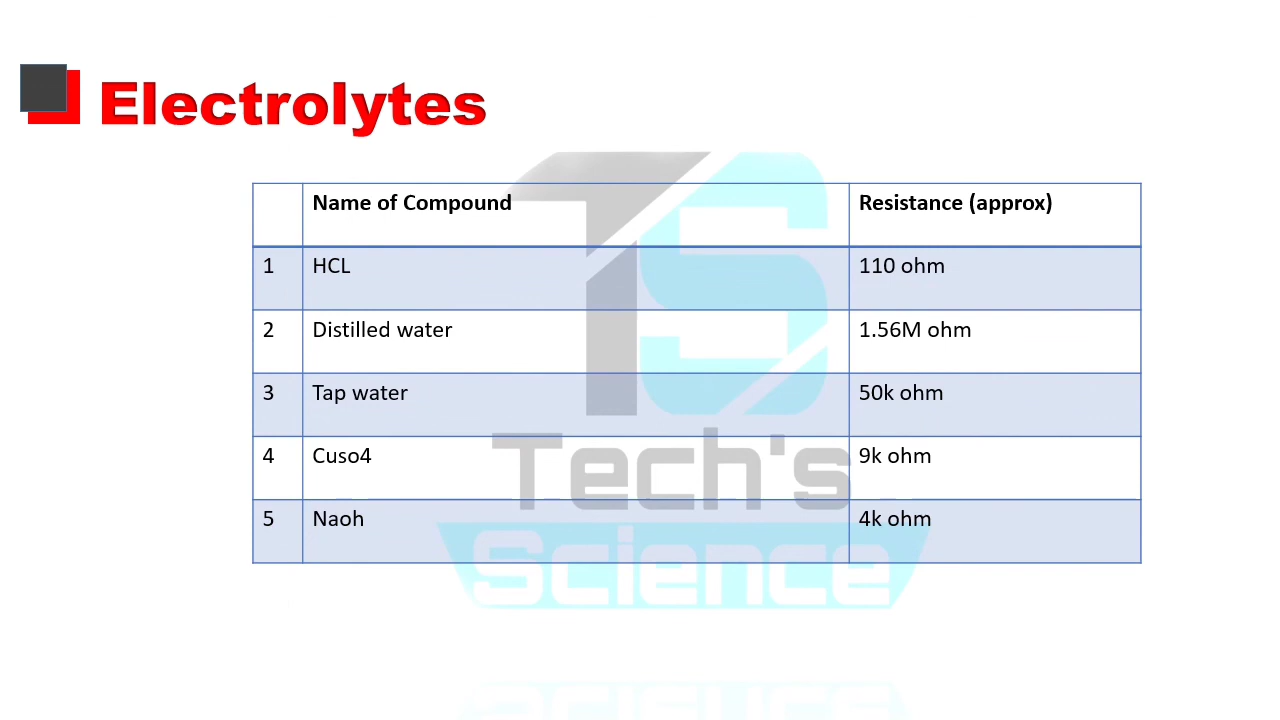 Electrolytes
Name of Compound Resistance (approx)
1 HCL 110 ohm
2 Distilled water 1.56M ohm
3 Tap water 50k ohm
4 Cuso4 9k ohm
5 Naoh 4k ohm
TS
Tech's
Science